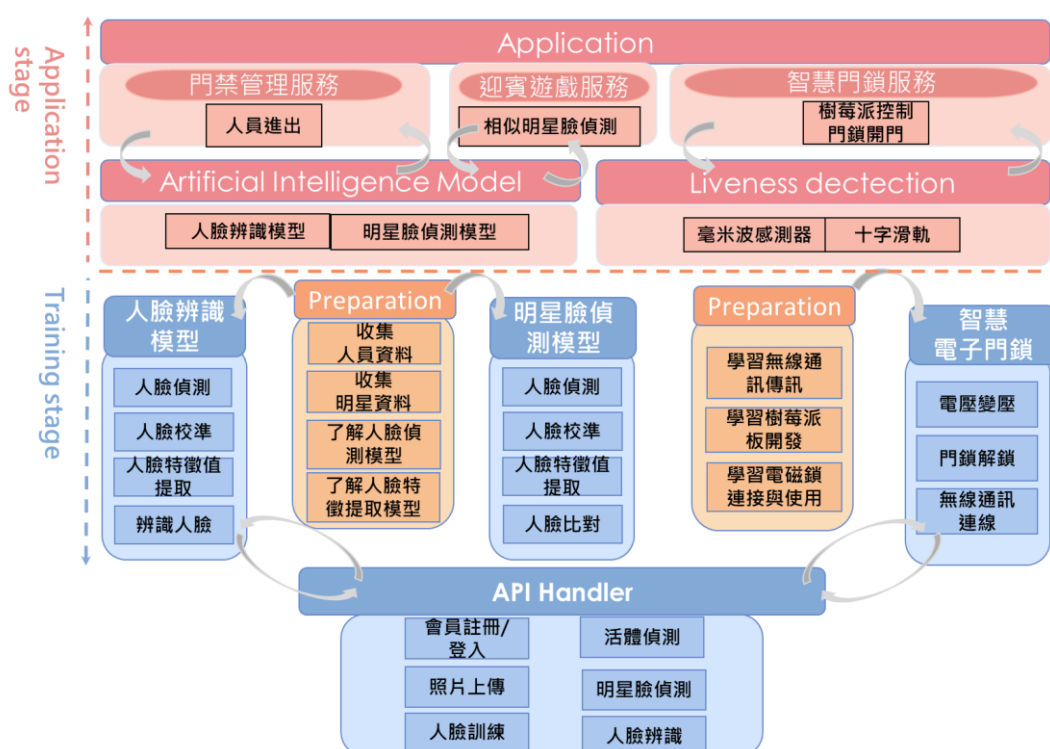 Application stage
Application
門禁管理服務
人員進出
迎賓遊戲服務
相似明星臉偵測
智慧門鎖服務
樹莓派控制
門鎖開門
Artificial Intelligence Model
人臉辨識模型
明星臉偵測模型
Liveness dectection
毫米波感測器
十字滑軌
Training stage
人臉辨識
模型
人臉偵測
人臉校準
人臉特徵值
提取
辨識人臉
Preparation
收集
人員資料
收集
明星資料
了解人臉偵
測模型
了解人臉特
徵提取模型
明星臉偵
測模型
人臉偵測
人臉校準
人臉特徵值
提取
人臉比對
Preparation
學習無線通
訊傳訊
學習樹莓派
板開發
學習電磁鎖
連接與使用
智慧
電子門鎖
電壓變壓
門鎖解鎖
無線通訊
連線
API Handler
會員註冊/
登入
活體偵測
照片上傳
明星臉偵測
人臉訓練
人臉辨識